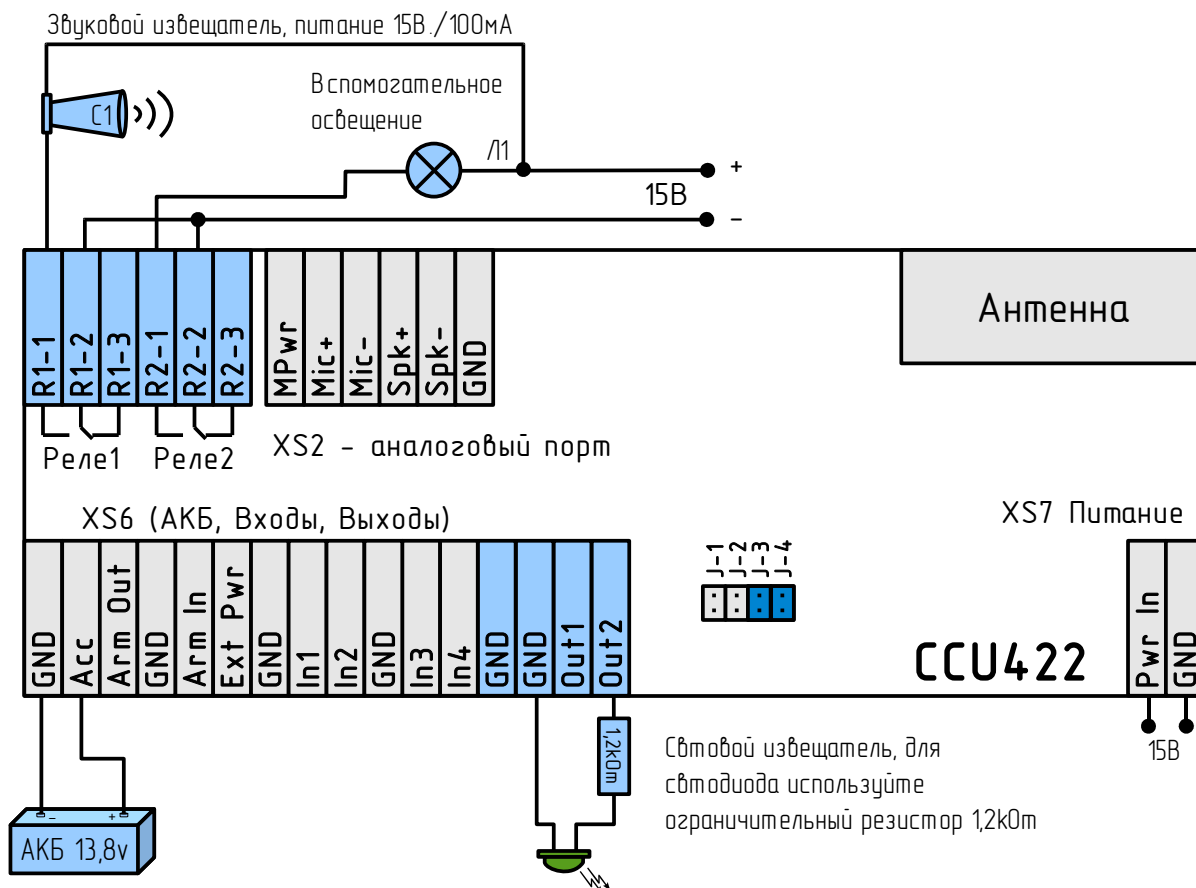 Звуковой извещатель, питание 15В./100мА
С1
Вспомогательное
освещение
Л1
+
15В
-
R1-1
R1-2
R1-3
R2-1
R2-2
R2-3
MPwr
Mic+
Mic-
Spk+
Spk-
GND
Антенна
Реле1
Реле2
XS2 - аналоговый порт
XS6 (АКБ, Входы, Выходы)
XS7 Питание
GND
Acc
Arm Out
GND
Arm In
Ext Pwr
GND
In1
In2
GND
In3
In4
GND
GND
Out1
Out2
J-1
J-2
J-3
J-4
CCU422
Pwr In
GND
15В
1,2kOm
Свтовой извещатель, для
свтодиода используйте
ограничительный резистор 1,2kOm
-
+
АКБ 13,8v